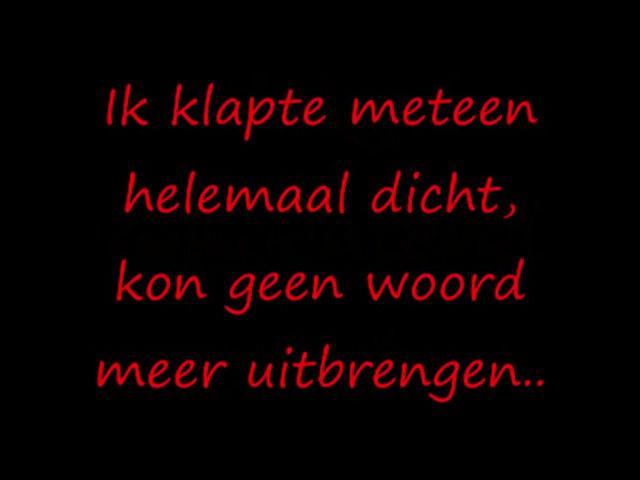 Ik klapte meteen
helemaal dicht,
kon geen woord
meer uitbrengen..